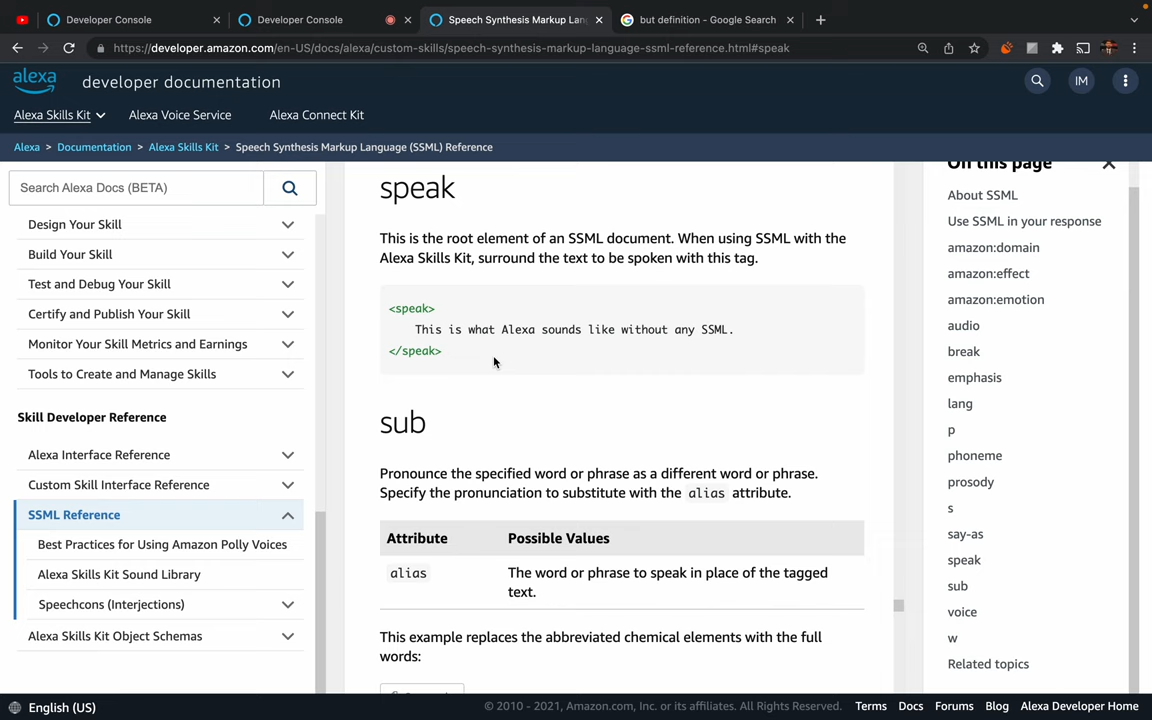 Developer Console
Developer Console
Speech Synthesis Markup Lan
but definition - Google Search
https://developer.amazon.com/en-US/docs/alexa/custom-skills/speech-synthesis-markup-language-ssml-reference.html#speak
alexa
developer documentation
IM
Alexa Skills Kit
Alexa Voice Service
Alexa Connect Kit
Alexa > Documentation > Alexa Skills Kit > Speech Synthesis Markup Language (SSML) Reference
Search Alexa Docs (BETA)
Design Your Skill
Build Your Skill
Test and Debug Your Skill
Certify and Publish Your Skill
Monitor Your Skill Metrics and Earnings
Tools to Create and Manage Skills
Skill Developer Reference
Alexa Interface Reference
Custom Skill Interface Reference
SSML Reference
Best Practices for Using Amazon Polly Voices
Alexa Skills Kit Sound Library
Speechcons (Interjections)
Alexa Skills Kit Object Schemas
speak
This is the root element of an SSML document. When using SSML with the
Alexa Skills Kit, surround the text to be spoken with this tag.
<speak>
This is what Alexa sounds like without any SSML.
</speak>
sub
Pronounce the specified word or phrase as a different word or phrase.
Specify the pronunciation to substitute with the alias attribute.
Attribute Possible Values
alias The word or phrase to speak in place of the tagged
text.
This example replaces the abbreviated chemical elements with the full
words:
On this page
About SSML
Use SSML in your response
amazon:domain
amazon:effect
amazon:emotion
audio
break
emphasis
lang
p
phoneme
prosody
s
say-as
speak
sub
voice
w
Related topics
English (US)
© 2010 - 2021, Amazon.com, Inc. or its affiliates. All Rights Reserved.
Terms
Docs
Forums
Blog
Alexa Developer Home